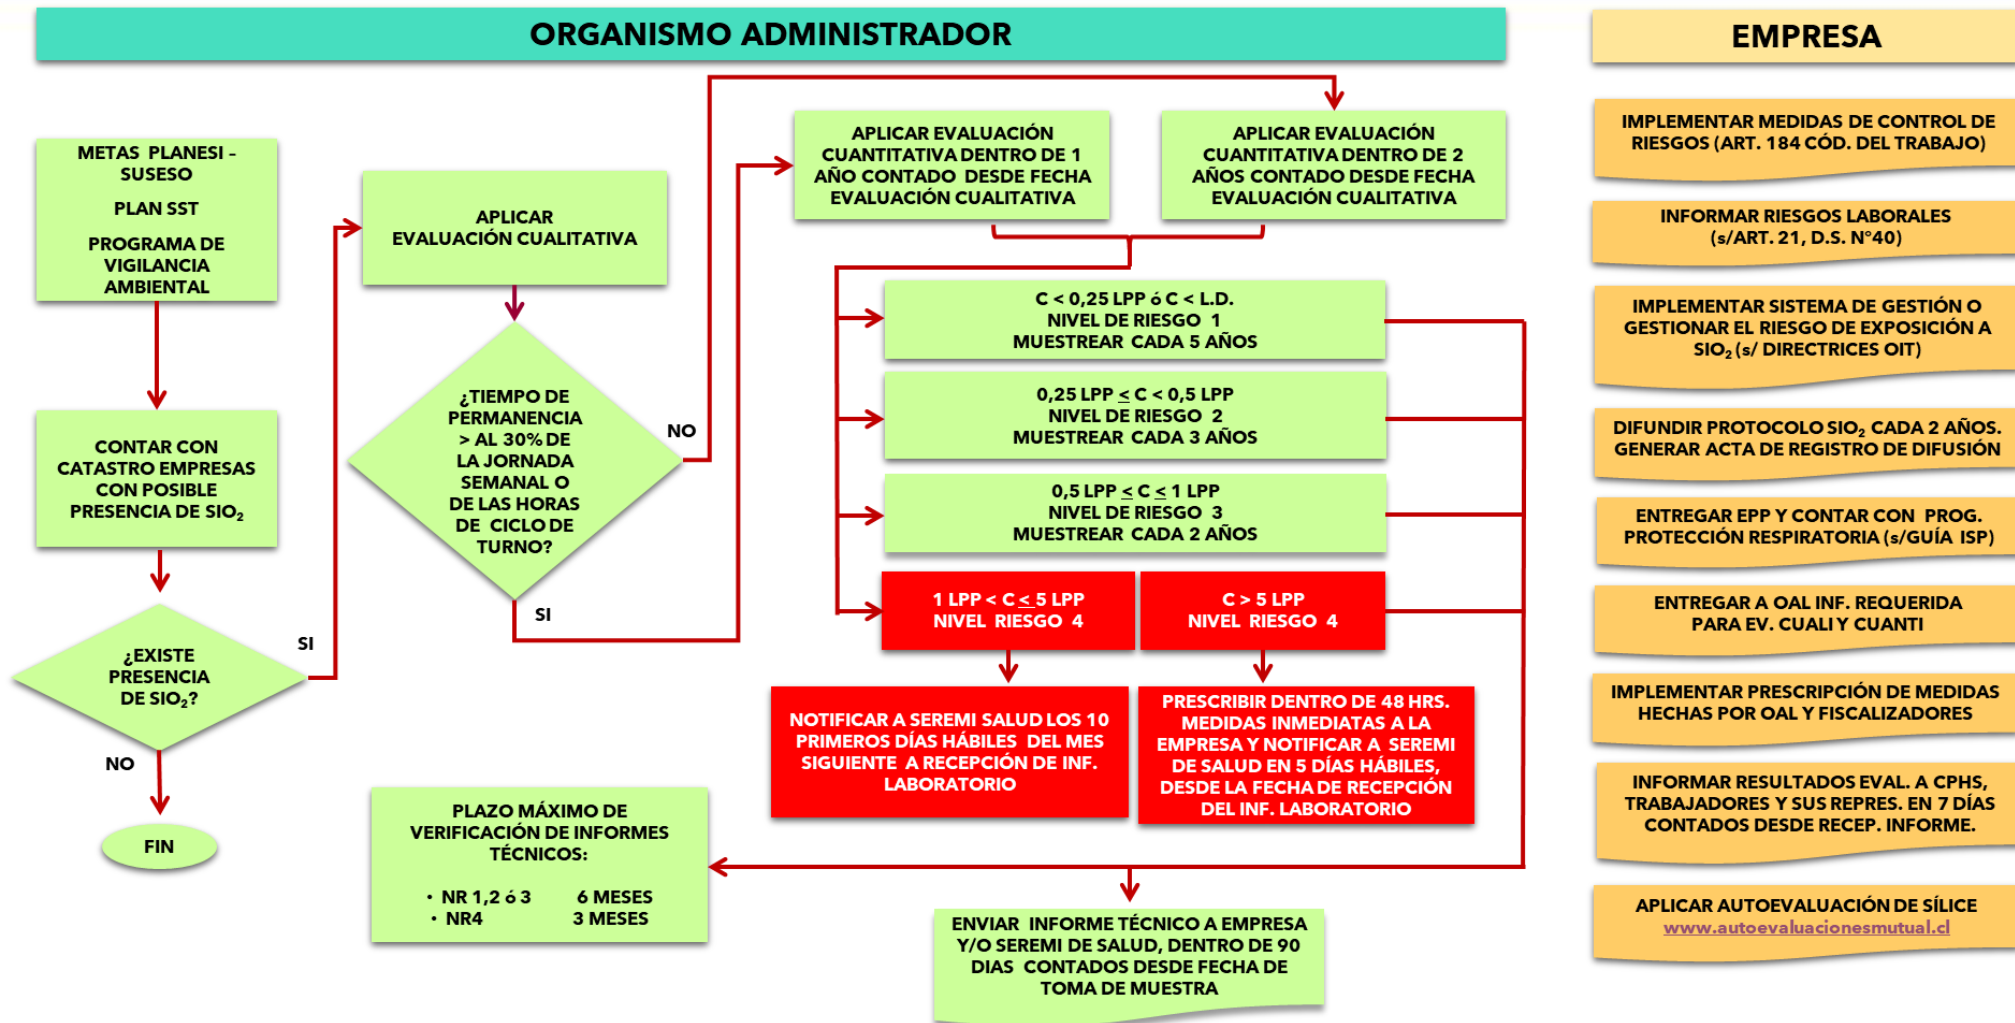 ORGANISMO ADMINISTRADOR
METAS PLANESI –
SUSESO
PLAN SST
PROGRAMA DE
VIGILANCIA
AMBIENTAL
CONTAR CON
CATASTRO EMPRESAS
CON POSIBLE
PRESENCIA DE SIO₂
¿EXISTE
PRESENCIA
DE SIO₂?
SI
NO
FIN
APLICAR
EVALUACIÓN CUALITATIVA
¿TIEMPO DE
PERMANENCIA
> AL 30% DE
LA JORNADA
SEMANAL O
DE LAS HORAS
DE CICLO DE
TURNO?
NO
SI
APLICAR EVALUACIÓN
CUANTITATIVA DENTRO DE 1
AÑO CONTADO DESDE FECHA
EVALUACIÓN CUALITATIVA
APLICAR EVALUACIÓN
CUANTITATIVA DENTRO DE 2
AÑOS CONTADO DESDE FECHA
EVALUACIÓN CUALITATIVA
C < 0,25 LPP ó C < L.D.
NIVEL DE RIESGO 1
MUESTREAR CADA 5 AÑOS
0,25 LPP ≤ C < 0,5 LPP
NIVEL DE RIESGO 2
MUESTREAR CADA 3 AÑOS
0,5 LPP ≤ C ≤ 1 LPP
NIVEL DE RIESGO 3
MUESTREAR CADA 2 AÑOS
1 LPP < C ≤ 5 LPP
NIVEL RIESGO 4
C > 5 LPP
NIVEL RIESGO 4
NOTIFICAR A SEREMI SALUD LOS 10
PRIMEROS DÍAS HÁBILES DEL MES
SIGUIENTE A RECEPCIÓN DE INF.
LABORATORIO
PRESCRIBIR DENTRO DE 48 HRS.
MEDIDAS INMEDIATAS A LA
EMPRESA Y NOTIFICAR A SEREMI
DE SALUD EN 5 DÍAS HÁBILES,
DESDE LA FECHA DE RECEPCIÓN
DEL INF. LABORATORIO
PLAZO MÁXIMO DE
VERIFICACIÓN DE INFORMES
TÉCNICOS:
• NR 1,2 ó 3 6 MESES
• NR4 3 MESES
ENVIAR INFORME TÉCNICO A EMPRESA
Y/O SEREMI DE SALUD, DENTRO DE 90
DIAS CONTADOS DESDE FECHA DE
TOMA DE MUESTRA
EMPRESA
IMPLEMENTAR MEDIDAS DE CONTROL DE
RIESGOS (ART. 184 CÓD. DEL TRABAJO)
INFORMAR RIESGOS LABORALES
(s/ART. 21, D.S. N°40)
IMPLEMENTAR SISTEMA DE GESTIÓN O
GESTIONAR EL RIESGO DE EXPOSICIÓN A
SIO₂ (s/ DIRECTRICES OIT)
DIFUNDIR PROTOCOLO SIO₂ CADA 2 AÑOS.
GENERAR ACTA DE REGISTRO DE DIFUSIÓN
ENTREGAR EPP Y CONTAR CON PROG.
PROTECCIÓN RESPIRATORIA (s/GUÍA ISP)
ENTREGAR A OAL INF. REQUERIDA
PARA EV. CUALI Y CUANTI
IMPLEMENTAR PRESCRIPCIÓN DE MEDIDAS
HECHAS POR OAL Y FISCALIZADORES
INFORMAR RESULTADOS EVAL. A CPHS,
TRABAJADORES Y SUS REPRES. EN 7 DÍAS
CONTADOS DESDE RECEP. INFORME.
APLICAR AUTOEVALUACIÓN DE SÍLICE
www.autoevaluacionesmutual.cl